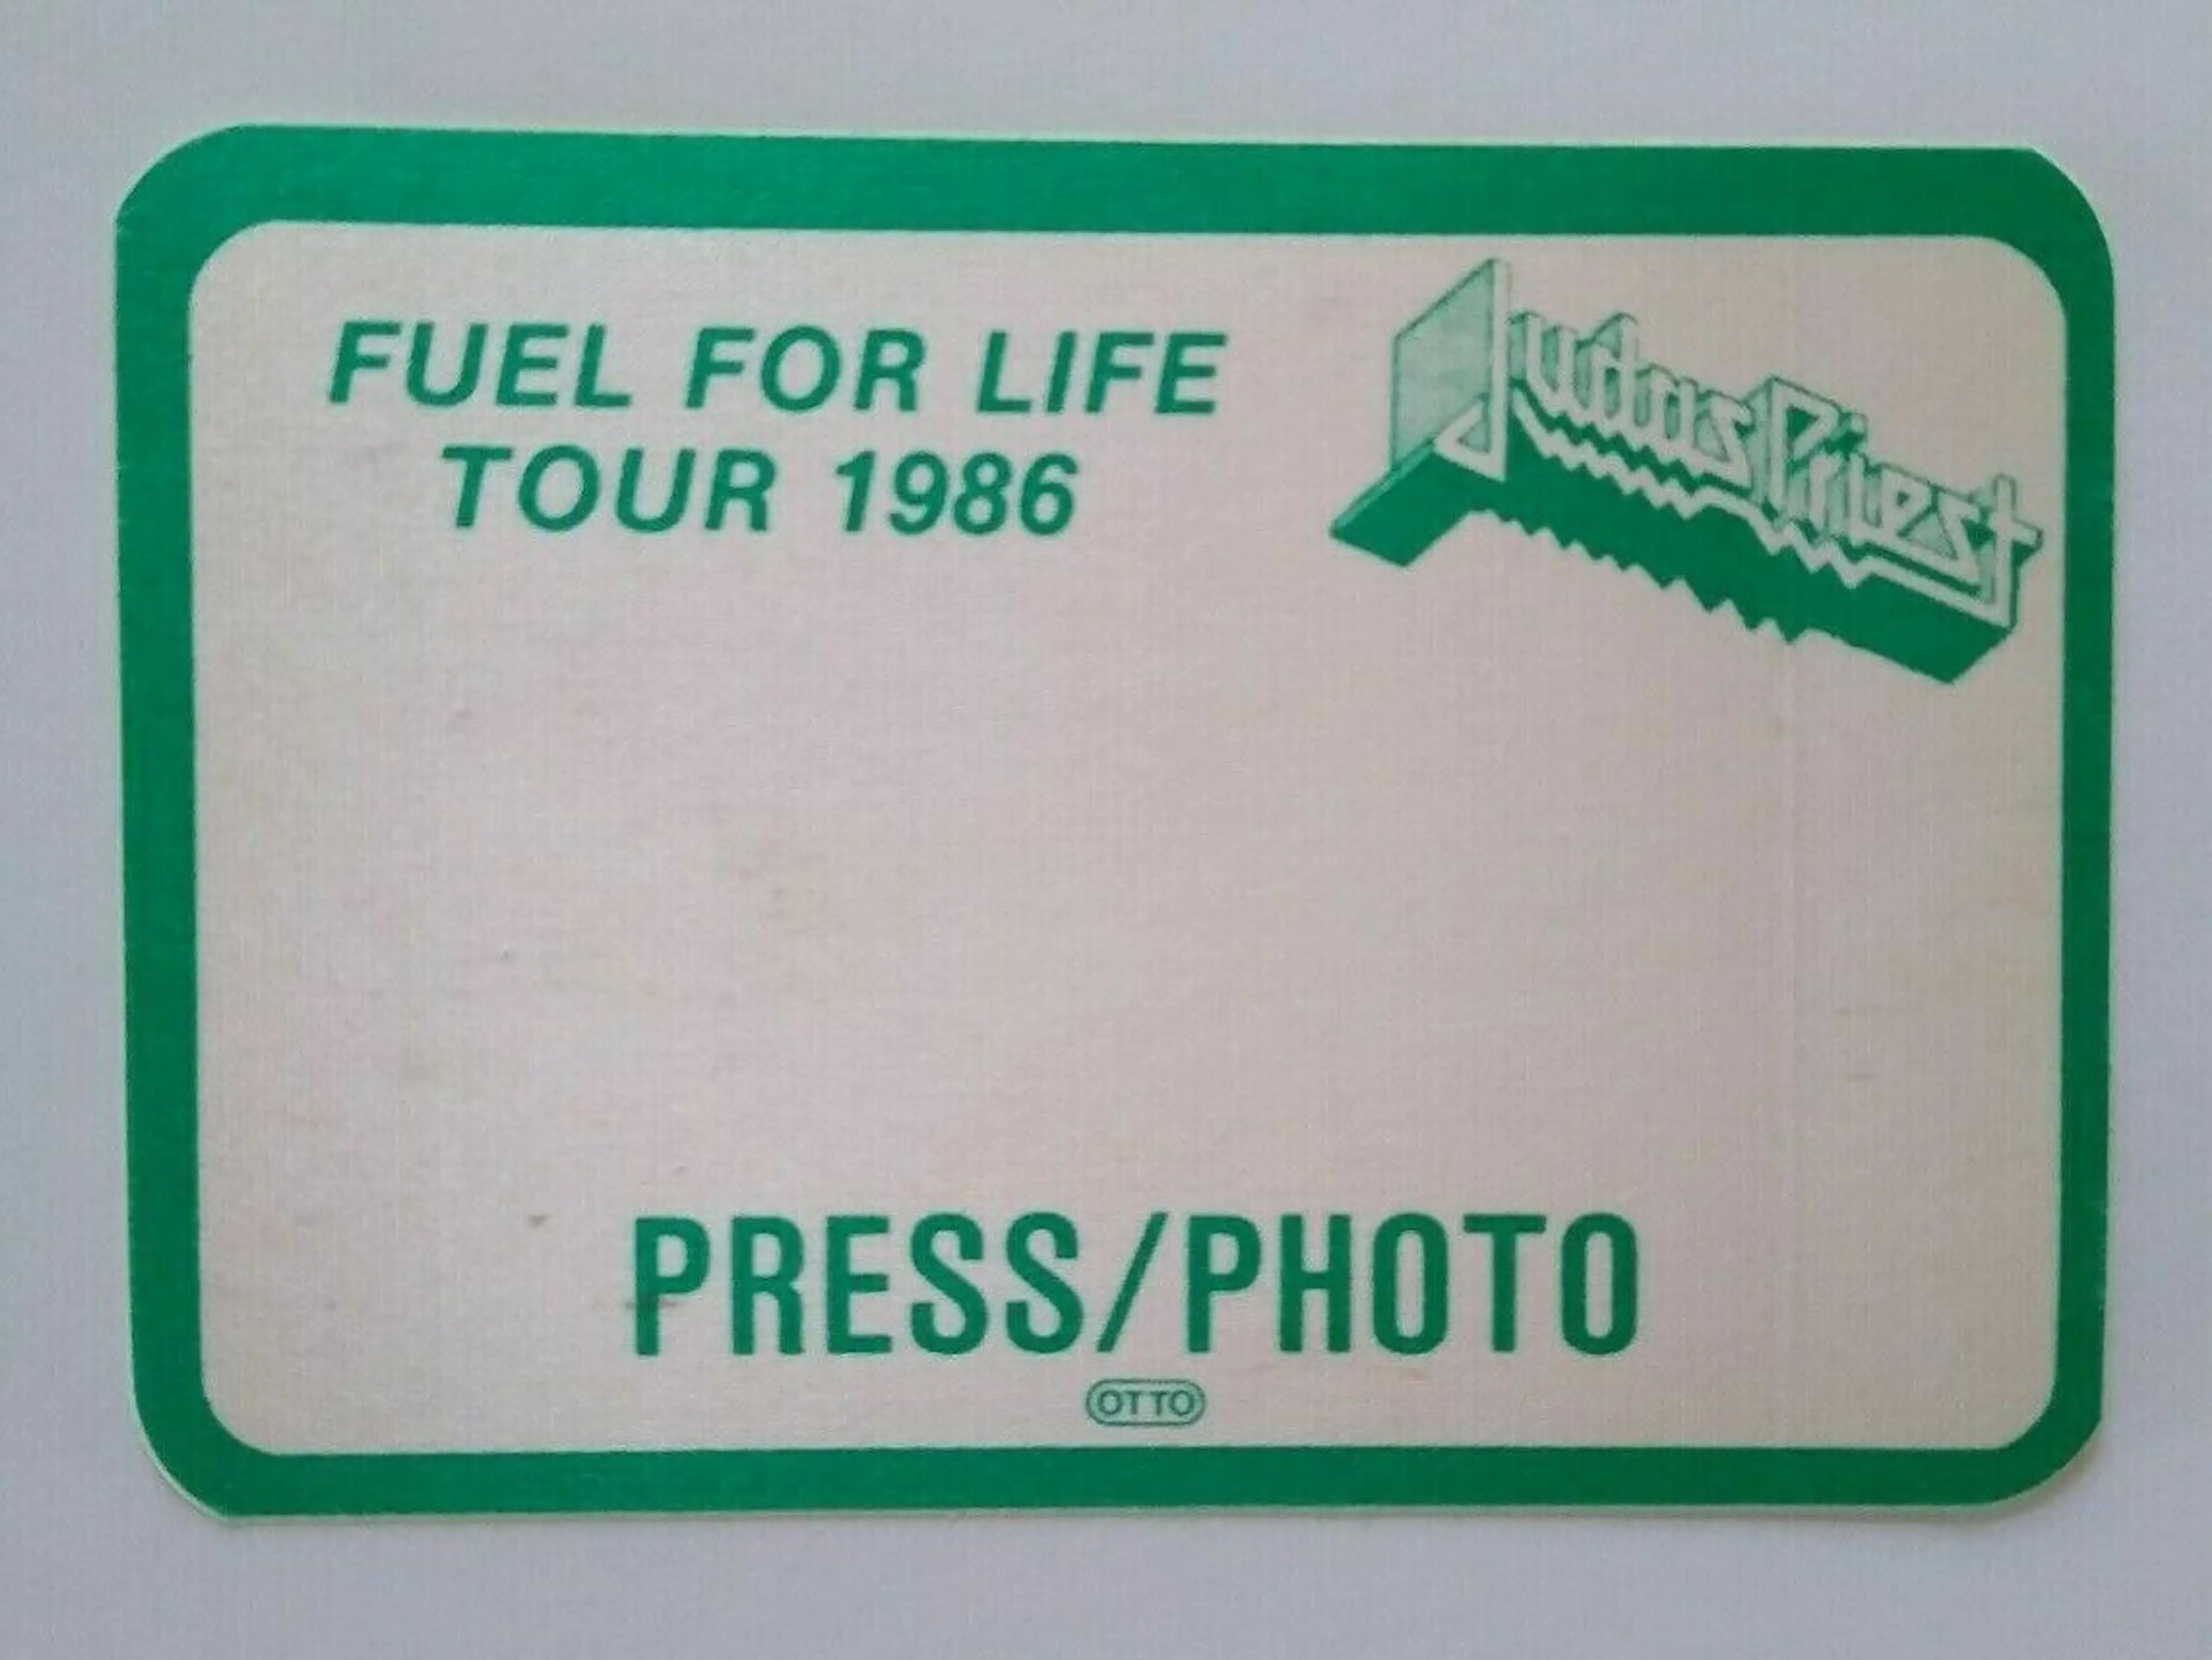 FUEL FOR LIFE
TOUR 1986
Judas Priest
PRESS/PHOTO
OTTO